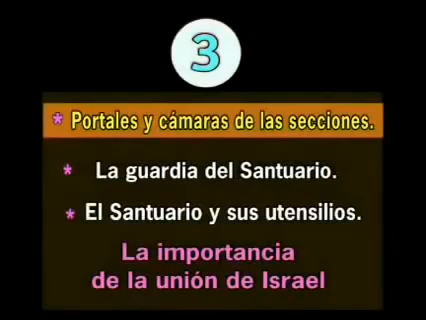 3
* Portales y cámaras de las secciones.
* La guardia del Santuario.
* El Santuario y sus utensilios.
La importancia
de la unión de Israel